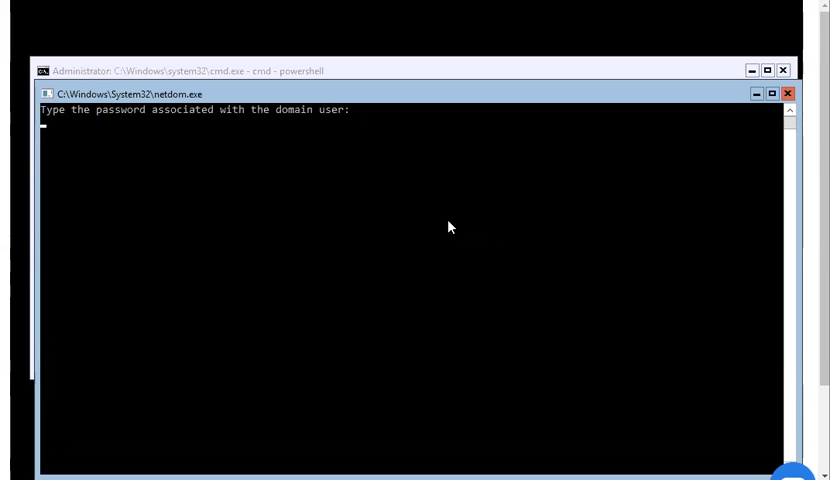 Administrator: C:\Windows\system32\cmd.exe - cmd - powershell
C:\Windows\System32\netdom.exe
Type the password associated with the domain user: